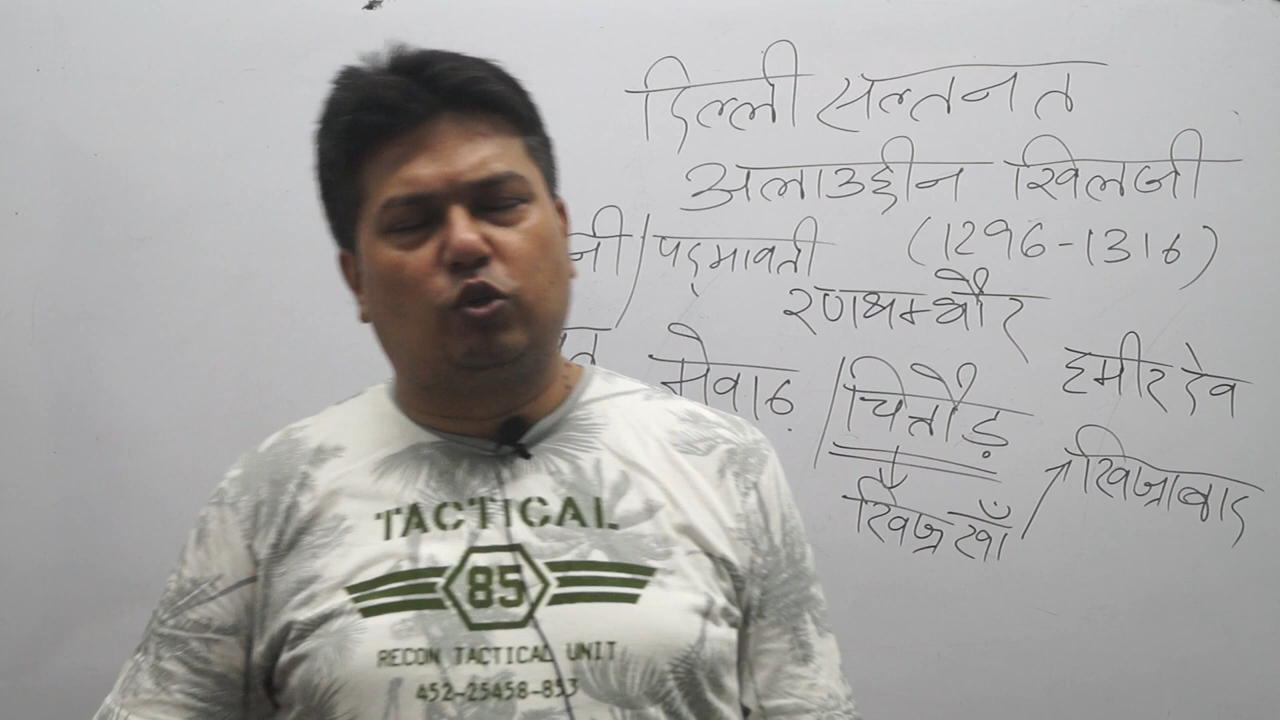 दिल्ली सल्तनत
अलाउद्दीन खिलजी
नी/पद्मावती (1296-1316)
रणथम्भौर
त मेवाढ़ /चित्तौड़ हमीर देव
खिज्र खाँ / खिज्राबाद
TACTICAL
85
RECON TACTICAL UNIT
452-25458-853